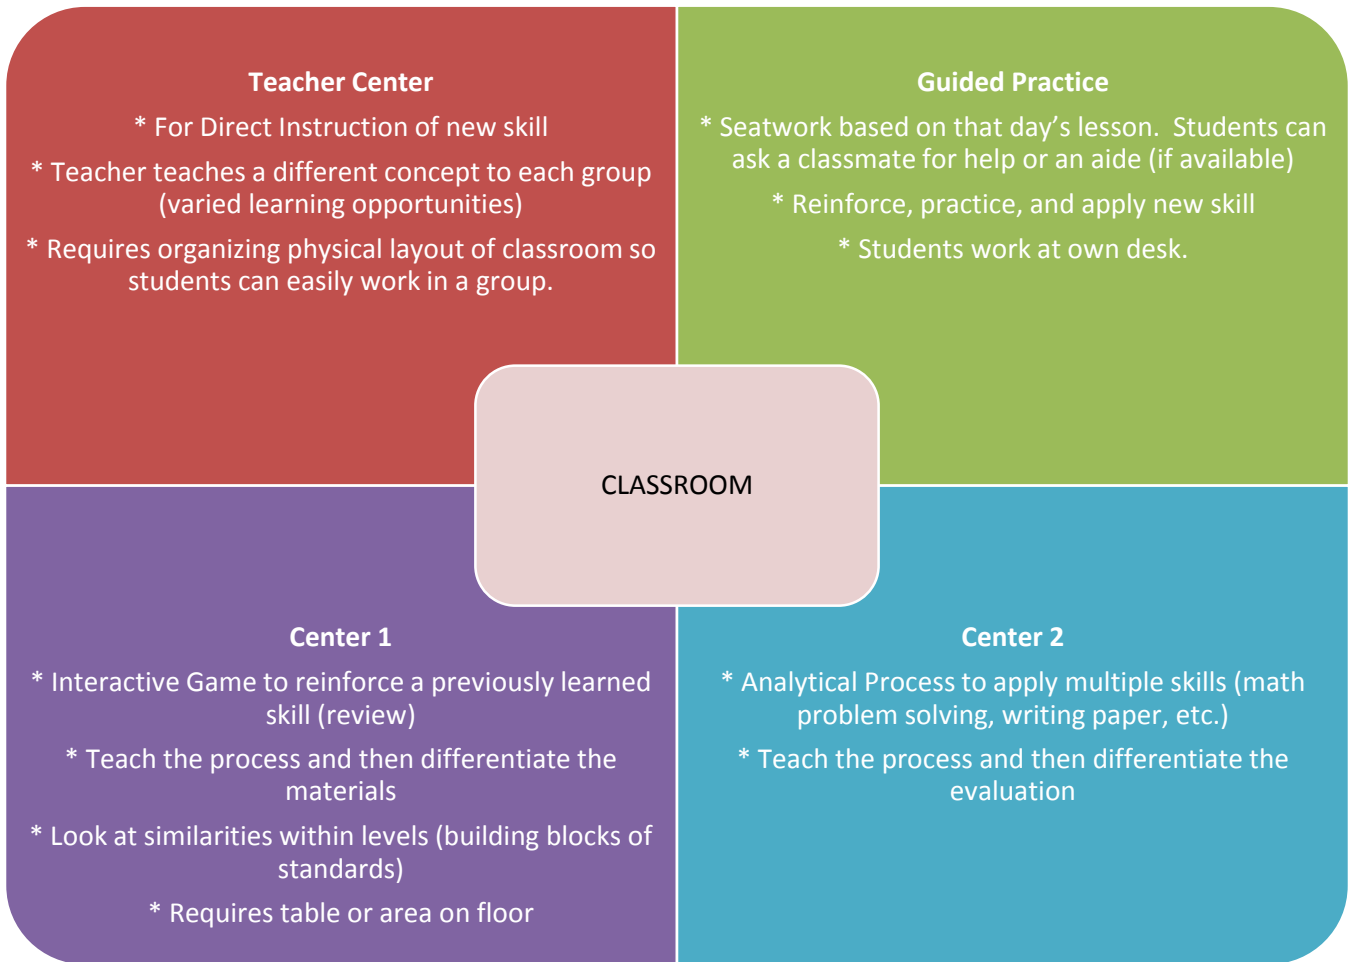 Teacher Center
* For Direct Instruction of new skill
* Teacher teaches a different concept to each group
(varied learning opportunities)
* Requires organizing physical layout of classroom so
students can easily work in a group.
Guided Practice
* Seatwork based on that day’s lesson.  Students can
ask a classmate for help or an aide (if available)
* Reinforce, practice, and apply new skill
* Students work at own desk.
CLASSROOM
Center 1
* Interactive Game to reinforce a previously learned
skill (review)
* Teach the process and then differentiate the
materials
* Look at similarities within levels (building blocks of
standards)
* Requires table or area on floor
Center 2
* Analytical Process to apply multiple skills (math
problem solving, writing paper, etc.)
* Teach the process and then differentiate the
evaluation